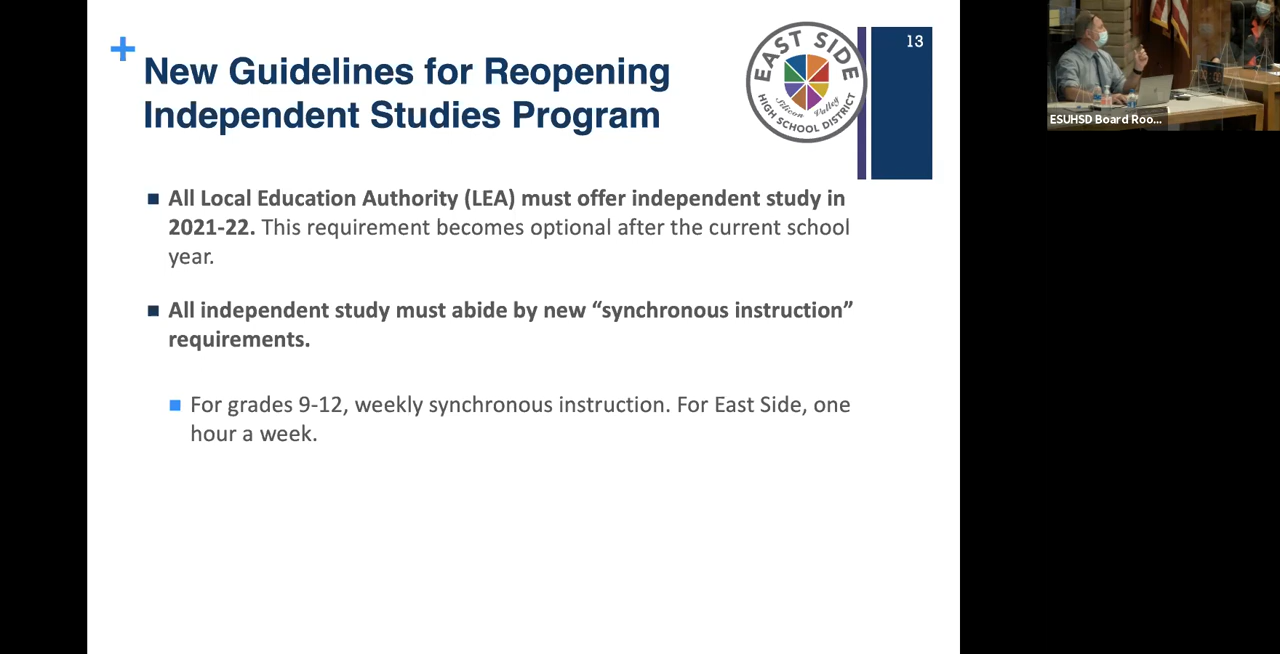 +
New Guidelines for Reopening
Independent Studies Program
EAST SIDE
Silicon Valley
HIGH SCHOOL DISTRICT
13
All Local Education Authority (LEA) must offer independent study in
2021-22. This requirement becomes optional after the current school
year.
All independent study must abide by new “synchronous instruction”
requirements.
For grades 9-12, weekly synchronous instruction. For East Side, one
hour a week.
ESUHSD Board Roo...